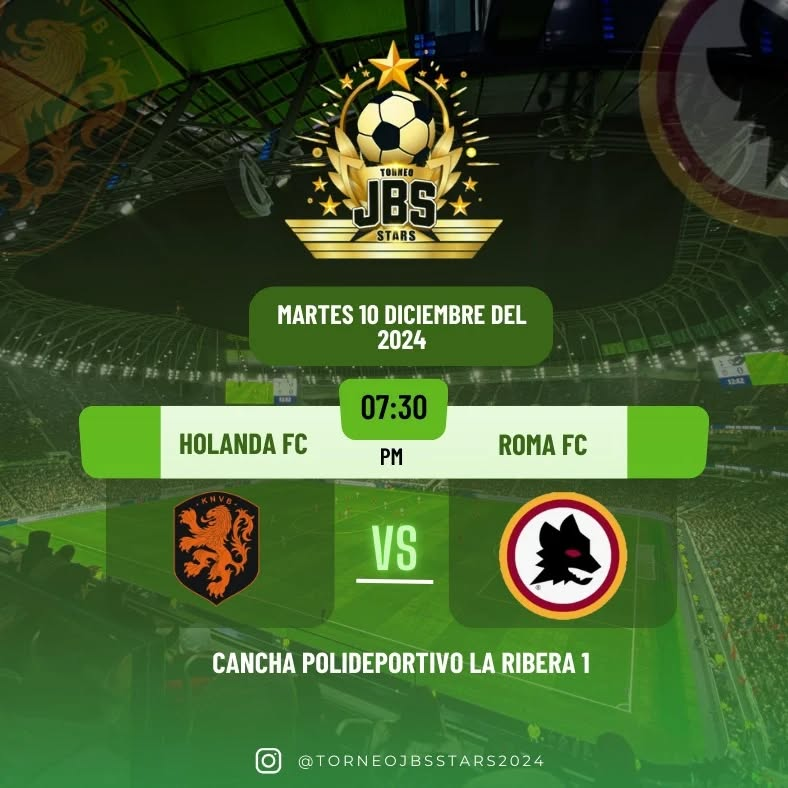 TORNEO
JBS
STARS
MARTES 10 DICIEMBRE DEL
2024
07:30
HOLANDA FC
PM
ROMA FC
KNVB
VS
CANCHA POLIDEPORTIVO LA RIBERA 1
@TORNEOJBSSTARS2024